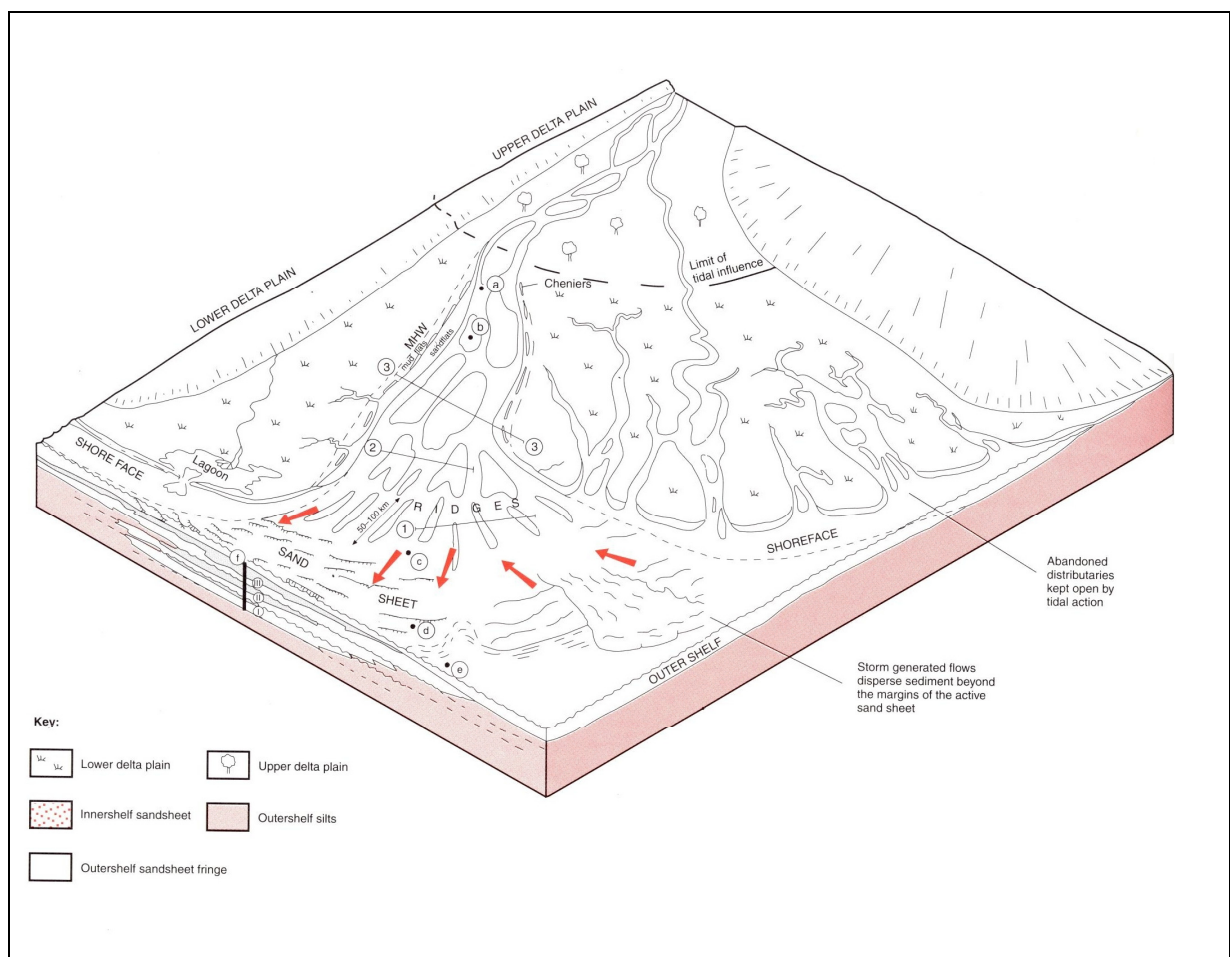 UPPER DELTA PLAIN
LOWER DELTA PLAIN
Limit of
tidal influence
Cheniers
a
MHW
mud flats
sandflats
b
3
3
2
SHORE FACE
Lagoon
50–100 km
RIDGES
1
SAND
c
SHOREFACE
f
III
II
I
SHEET
d
e
OUTER SHELF
Abandoned
distributaries
kept open by
tidal action
Storm generated flows
disperse sediment beyond
the margins of the active
sand sheet
Key:
Lower delta plain
Upper delta plain
Innershelf sandsheet
Outershelf silts
Outershelf sandsheet fringe